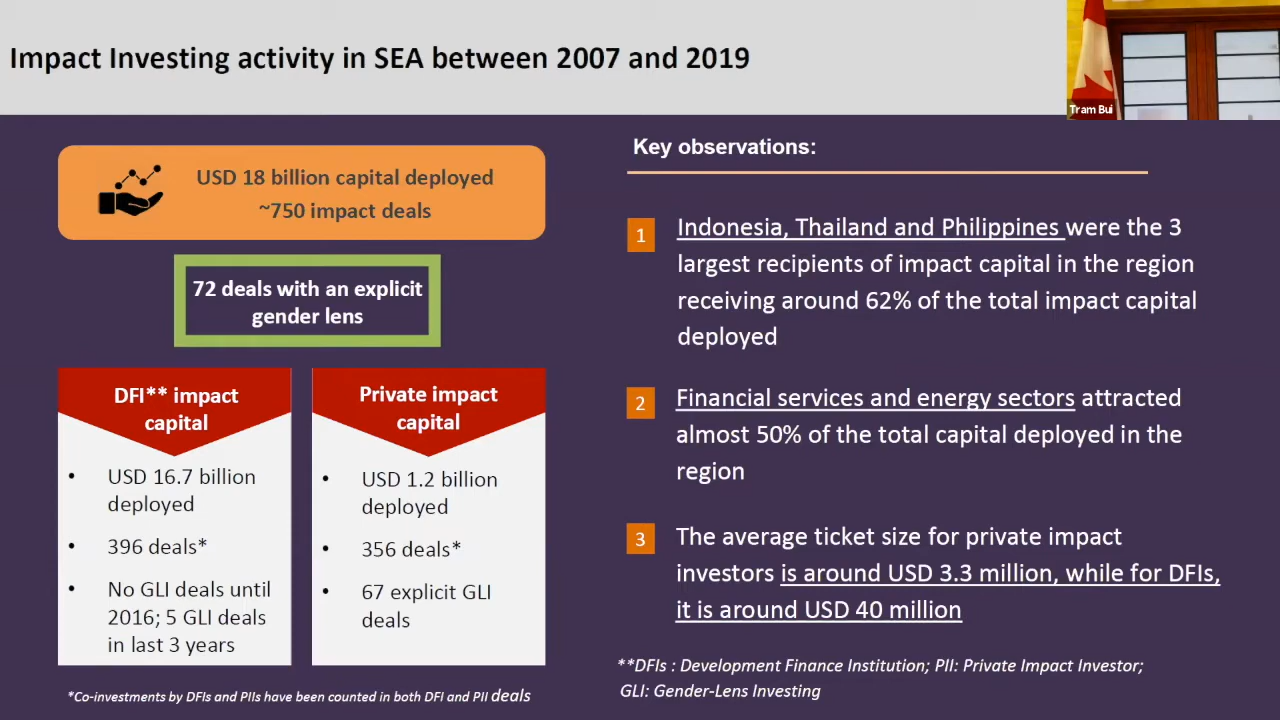 Impact Investing activity in SEA between 2007 and 2019
Tram Bui
USD 18 billion capital deployed
~750 impact deals
72 deals with an explicit
gender lens
DFI** impact
capital
• USD 16.7 billion
deployed
• 396 deals*
• No GLI deals until
2016; 5 GLI deals
in last 3 years
Private impact
capital
• USD 1.2 billion
deployed
• 356 deals*
• 67 explicit GLI
deals
*Co-investments by DFIs and PIIs have been counted in both DFI and PII deals
Key observations:
1 Indonesia, Thailand and Philippines were the 3
largest recipients of impact capital in the region
receiving around 62% of the total impact capital
deployed
2 Financial services and energy sectors attracted
almost 50% of the total capital deployed in the
region
3 The average ticket size for private impact
investors is around USD 3.3 million, while for DFIs,
it is around USD 40 million
**DFIs : Development Finance Institution; PII: Private Impact Investor;
GLI: Gender-Lens Investing